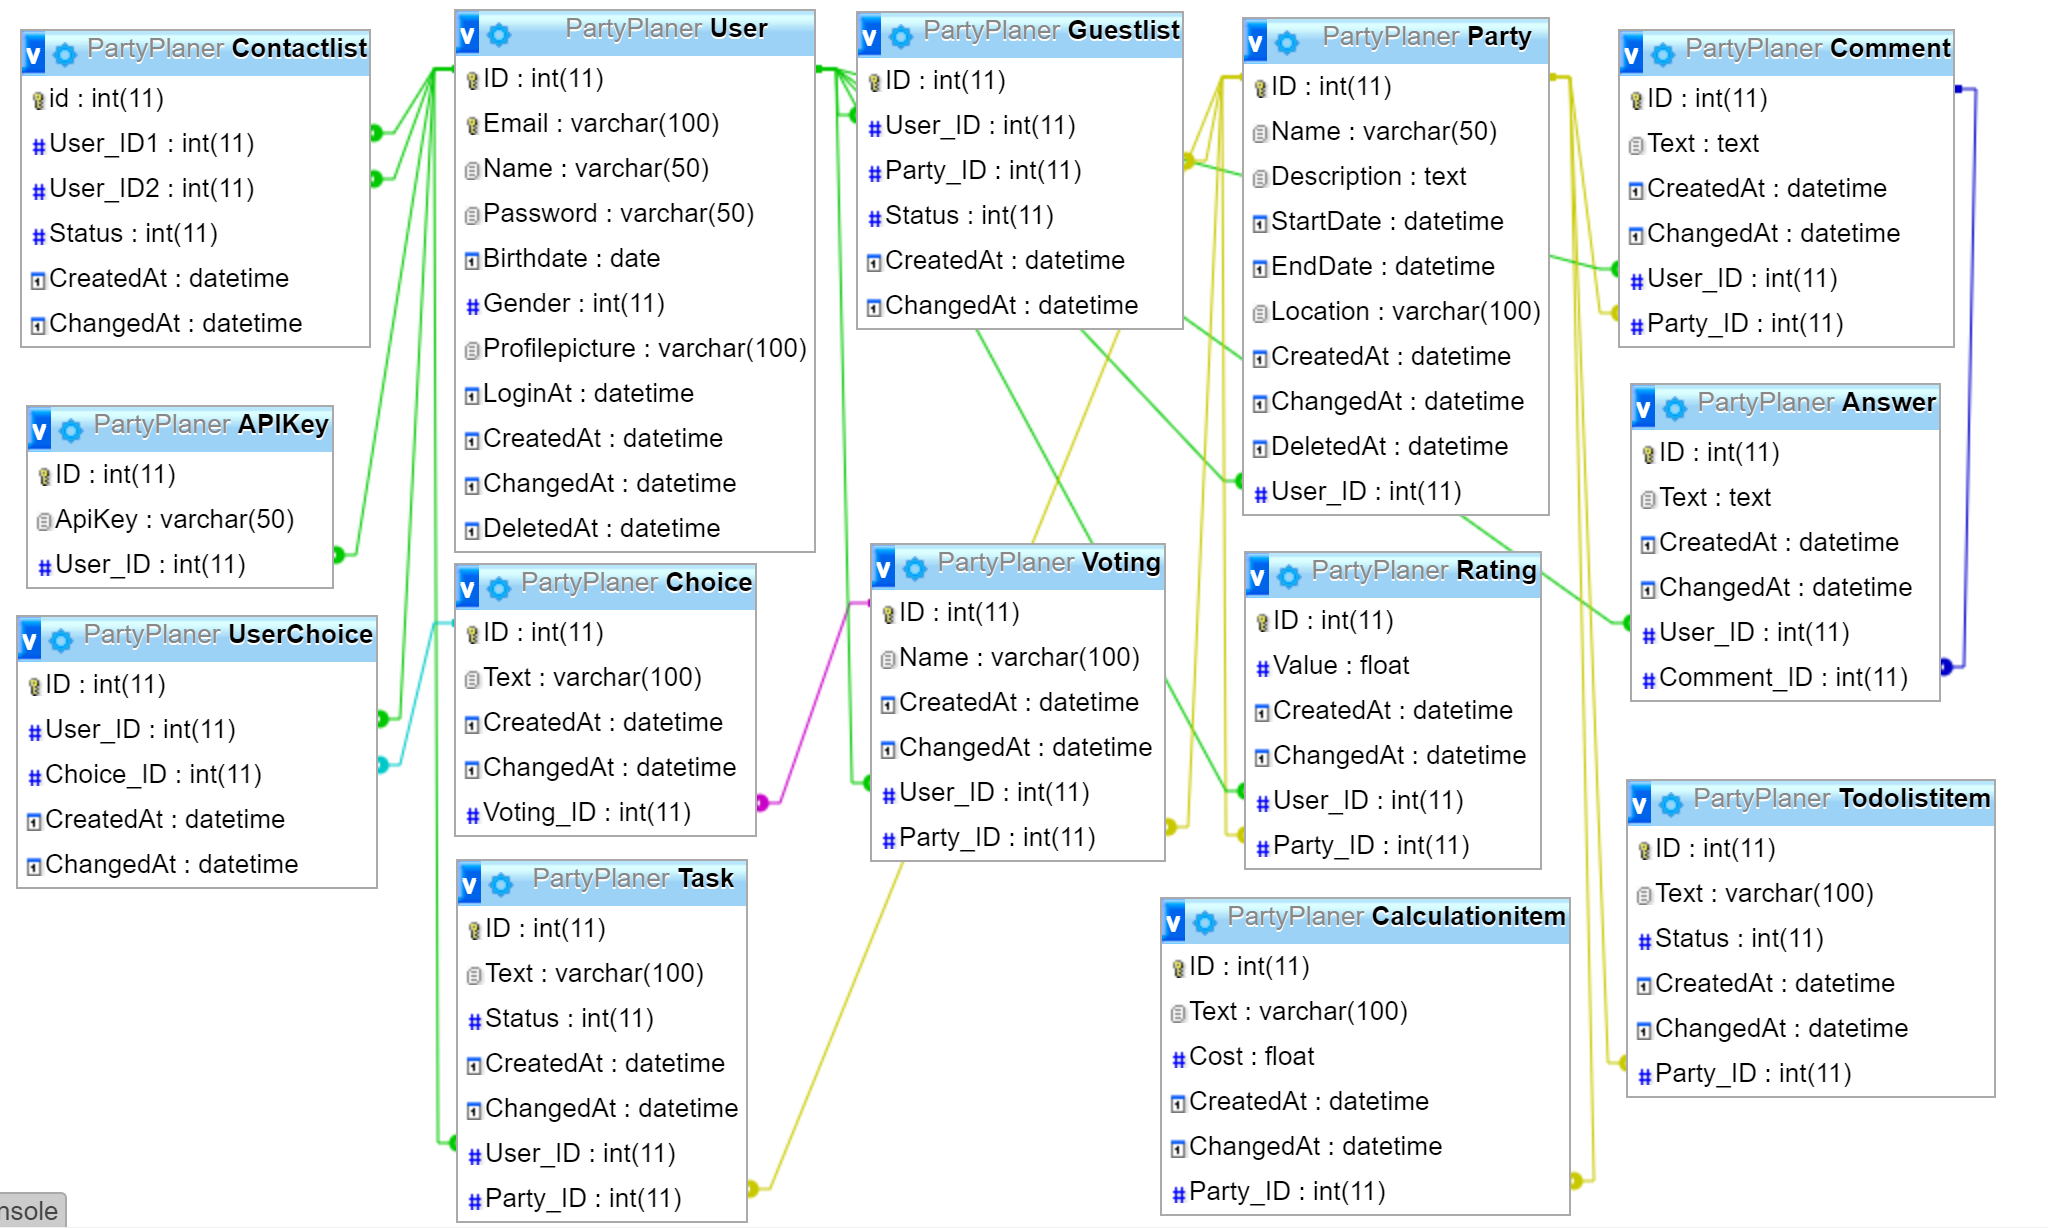 PartyPlaner Contactlist
id : int(11)
User_ID1 : int(11)
User_ID2 : int(11)
Status : int(11)
CreatedAt : datetime
ChangedAt : datetime
PartyPlaner APIKey
ID : int(11)
ApiKey : varchar(50)
User_ID : int(11)
PartyPlaner UserChoice
ID : int(11)
User_ID : int(11)
Choice_ID : int(11)
CreatedAt : datetime
ChangedAt : datetime
PartyPlaner User
ID : int(11)
Email : varchar(100)
Name : varchar(50)
Password : varchar(50)
Birthdate : date
Gender : int(11)
Profilepicture : varchar(100)
LoginAt : datetime
CreatedAt : datetime
ChangedAt : datetime
DeletedAt : datetime
PartyPlaner Choice
ID : int(11)
Text : varchar(100)
CreatedAt : datetime
ChangedAt : datetime
Voting_ID : int(11)
PartyPlaner Task
ID : int(11)
Text : varchar(100)
Status : int(11)
CreatedAt : datetime
ChangedAt : datetime
User_ID : int(11)
Party_ID : int(11)
PartyPlaner Guestlist
ID : int(11)
User_ID : int(11)
Party_ID : int(11)
Status : int(11)
CreatedAt : datetime
ChangedAt : datetime
PartyPlaner Voting
ID : int(11)
Name : varchar(100)
CreatedAt : datetime
ChangedAt : datetime
User_ID : int(11)
Party_ID : int(11)
PartyPlaner Party
ID : int(11)
Name : varchar(50)
Description : text
StartDate : datetime
EndDate : datetime
Location : varchar(100)
CreatedAt : datetime
ChangedAt : datetime
DeletedAt : datetime
User_ID : int(11)
PartyPlaner Rating
ID : int(11)
Value : float
CreatedAt : datetime
ChangedAt : datetime
User_ID : int(11)
Party_ID : int(11)
PartyPlaner Calculationitem
ID : int(11)
Text : varchar(100)
Cost : float
CreatedAt : datetime
ChangedAt : datetime
Party_ID : int(11)
PartyPlaner Comment
ID : int(11)
Text : text
CreatedAt : datetime
ChangedAt : datetime
User_ID : int(11)
Party_ID : int(11)
PartyPlaner Answer
ID : int(11)
Text : text
CreatedAt : datetime
ChangedAt : datetime
User_ID : int(11)
Comment_ID : int(11)
PartyPlaner Todolistitem
ID : int(11)
Text : varchar(100)
Status : int(11)
CreatedAt : datetime
ChangedAt : datetime
Party_ID : int(11)
nsole